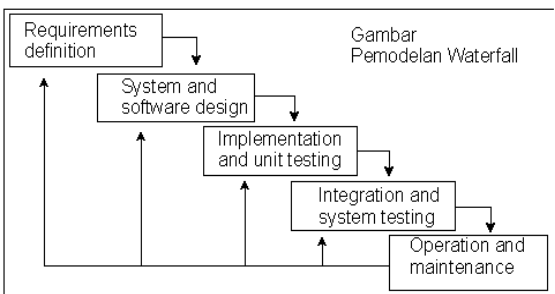 Requirements
definition
Gambar
Pemodelan Waterfall
System and
software design
Implementation
and unit testing
Integration and
system testing
Operation and
maintenance